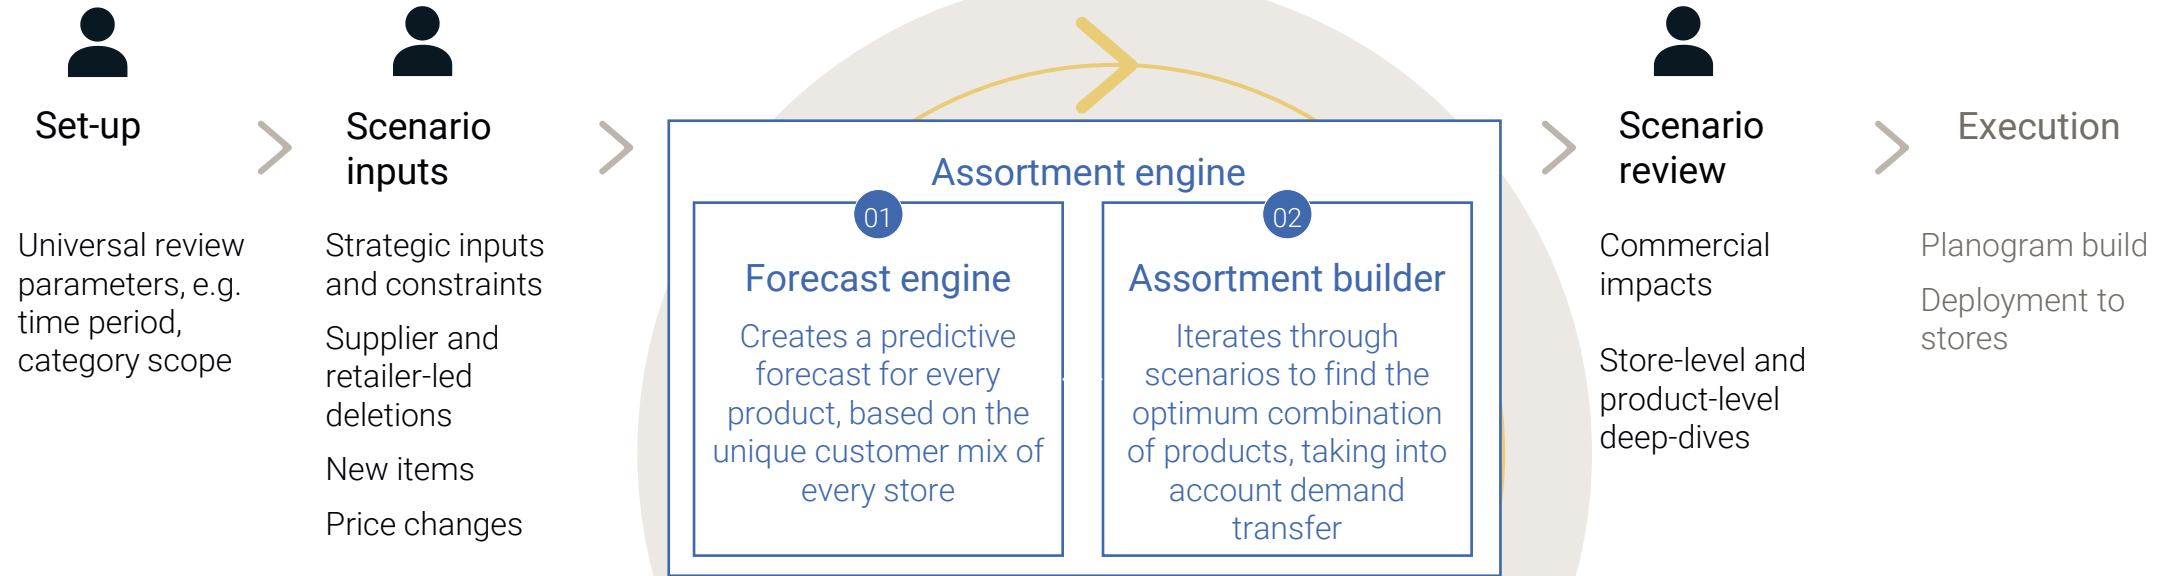 Set-up
Universal review
parameters, e.g.
time period,
category scope
Scenario
inputs
Strategic inputs
and constraints
Supplier and
retailer-led
deletions
New items
Price changes
Assortment engine
01
Forecast engine
Creates a predictive
forecast for every
product, based on the
unique customer mix of
every store
02
Assortment builder
Iterates through
scenarios to find the
optimum combination
of products, taking into
account demand
transfer
Scenario
review
Commercial
impacts
Store-level and
product-level
deep-dives
Execution
Planogram build
Deployment to
stores